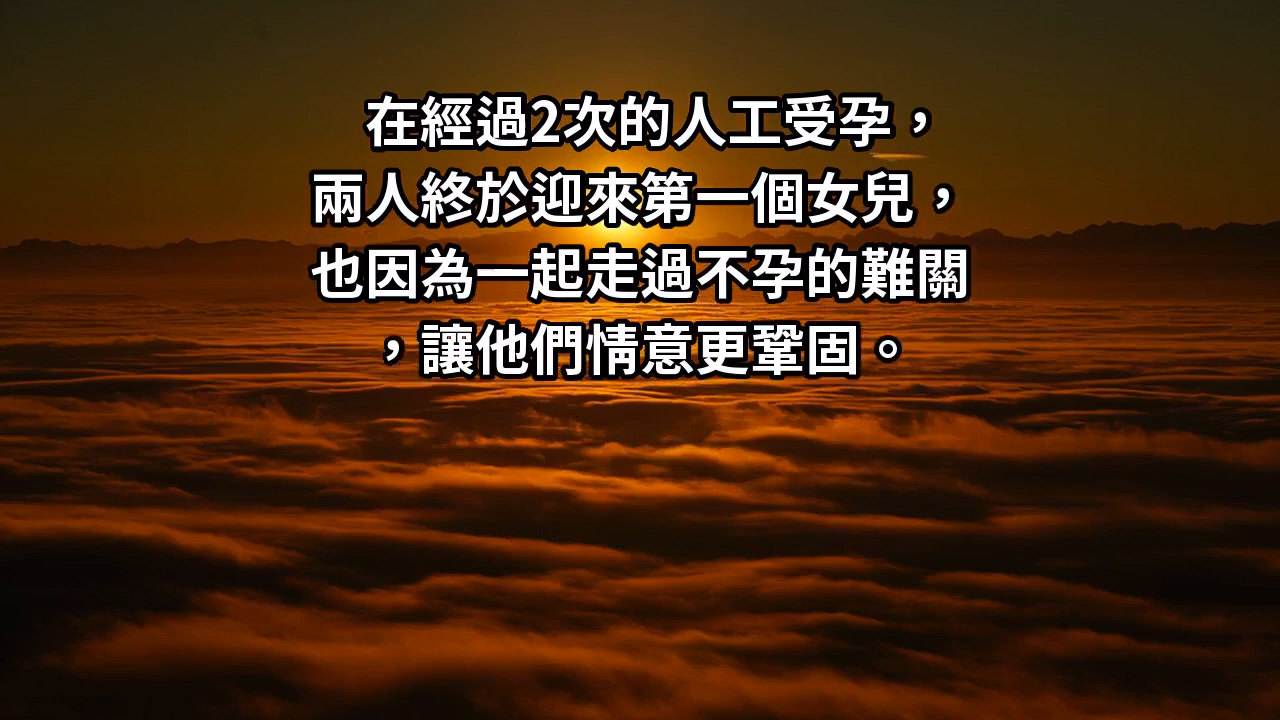 在經過2次的人工受孕，
兩人終於迎來第一個女兒，
也因為一起走過不孕的難關
，讓他們情意更鞏固。